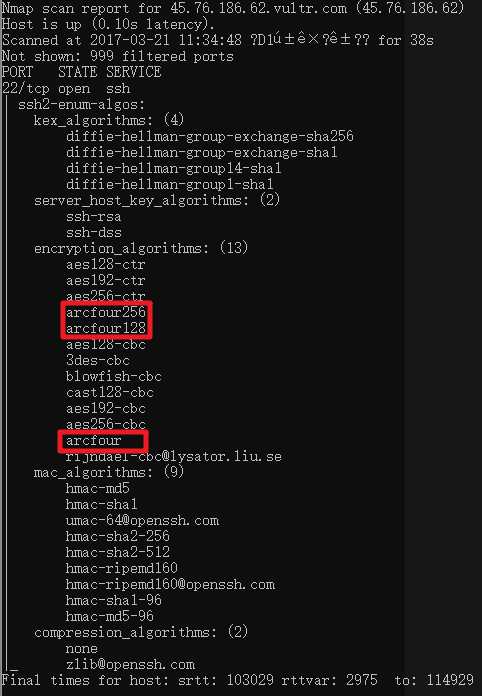 Nmap scan report for 45.76.186.62.vultr.com (45.76.186.62)
Host is up (0.10s latency).
Scanned at 2017-03-21 11:34:48 ?D1ú±ê×?ê±?? for 38s
Not shown: 999 filtered ports
PORT   STATE SERVICE
22/tcp open  ssh
| ssh2-enum-algos:
|   kex_algorithms: (4)
|       diffie-hellman-group-exchange-sha256
|       diffie-hellman-group-exchange-sha1
|       diffie-hellman-group14-sha1
|       diffie-hellman-group1-sha1
|   server_host_key_algorithms: (2)
|       ssh-rsa
|       ssh-dss
|   encryption_algorithms: (13)
|       aes128-ctr
|       aes192-ctr
|       aes256-ctr
|       arcfour256
|       arcfour128
|       aes128-cbc
|       3des-cbc
|       blowfish-cbc
|       cast128-cbc
|       aes192-cbc
|       aes256-cbc
|       arcfour
|       rijndael-cbc@lysator.liu.se
|   mac_algorithms: (9)
|       hmac-md5
|       hmac-sha1
|       umac-64@openssh.com
|       hmac-sha2-256
|       hmac-sha2-512
|       hmac-ripemd160
|       hmac-ripemd160@openssh.com
|       hmac-sha1-96
|       hmac-md5-96
|   compression_algorithms: (2)
|       none
|_      zlib@openssh.com
Final times for host: srtt: 103029 rttvar: 2975  to: 114929